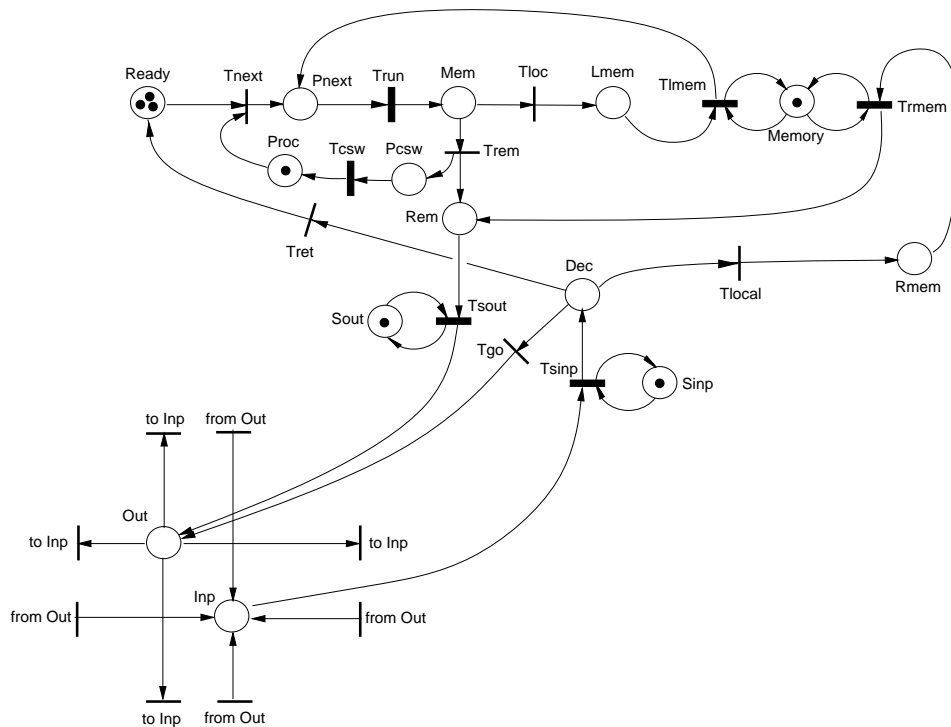 Ready
Tnext
Pnext
Trun
Mem
Tloc
Lmem
Tlmem
Memory
Trmem
Proc
Tcsw
Pcsw
Trem
Rem
Tret
Dec
Tlocal
Rmem
Sout
Tsout
Tgo
Tsinp
Sinp
to Inp
from Out
Out
to Inp
to Inp
Inp
from Out
from Out
to Inp
from Out